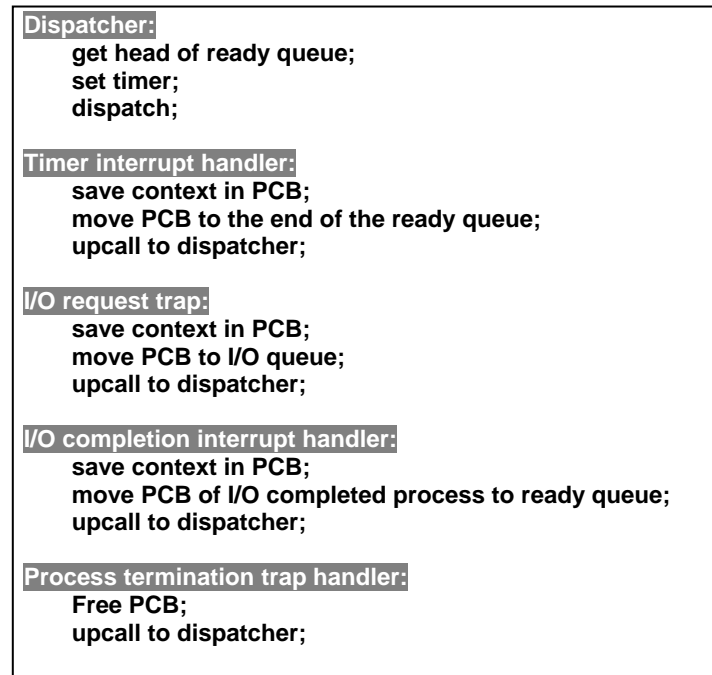 Dispatcher:
get head of ready queue;
set timer;
dispatch;
Timer interrupt handler:
save context in PCB;
move PCB to the end of the ready queue;
upcall to dispatcher;
I/O request trap:
save context in PCB;
move PCB to I/O queue;
upcall to dispatcher;
I/O completion interrupt handler:
save context in PCB;
move PCB of I/O completed process to ready queue;
upcall to dispatcher;
Process termination trap handler:
Free PCB;
upcall to dispatcher;